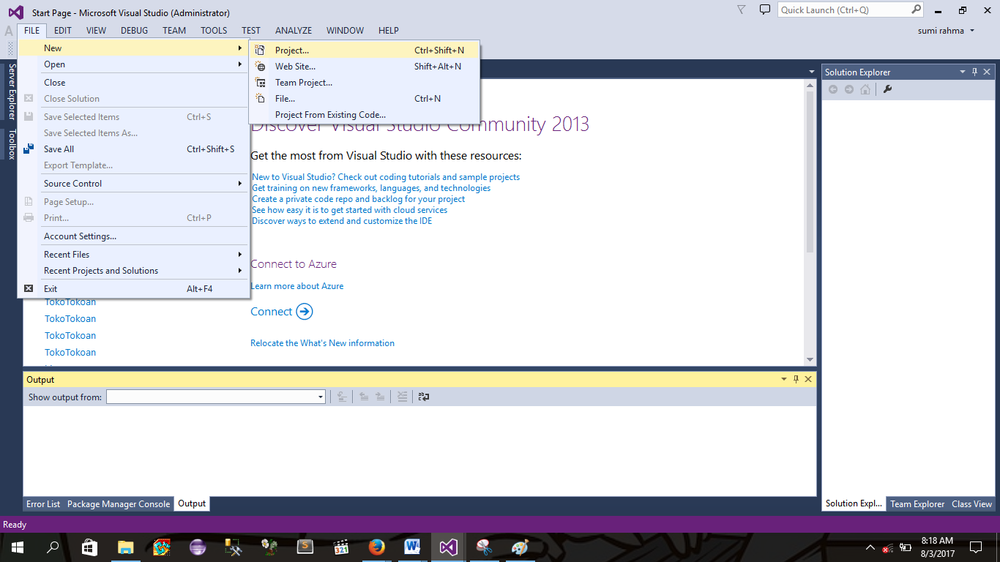 Start Page - Microsoft Visual Studio (Administrator)
Quick Launch (Ctrl+Q)
FILE EDIT VIEW DEBUG TEAM TOOLS TEST ANALYZE WINDOW HELP
sumi rahma
New
Open
Close
Close Solution
Save Selected Items Ctrl+S
Save Selected Items As...
Save All Ctrl+Shift+S
Export Template...
Source Control
Page Setup...
Print... Ctrl+P
Account Settings...
Recent Files
Recent Projects and Solutions
Exit Alt+F4
Project... Ctrl+Shift+N
Web Site... Shift+Alt+N
Team Project...
File... Ctrl+N
Project From Existing Code...
Server Explorer
Toolbox
Discover Visual Studio Community 2013
Get the most from Visual Studio with these resources:
New to Visual Studio? Check out coding tutorials and sample projects
Get training on new frameworks, languages, and technologies
Create a private code repo and backlog for your project
See how easy it is to get started with cloud services
Discover ways to extend and customize the IDE
Connect to Azure
Learn more about Azure
Connect
Relocate the What's New information
TokoTokoan
TokoTokoan
TokoTokoan
TokoTokoan
Solution Explorer
Output
Show output from:
Error List Package Manager Console Output
Solution Expl... Team Explorer Class View
Ready
321
8:18 AM
8/3/2017